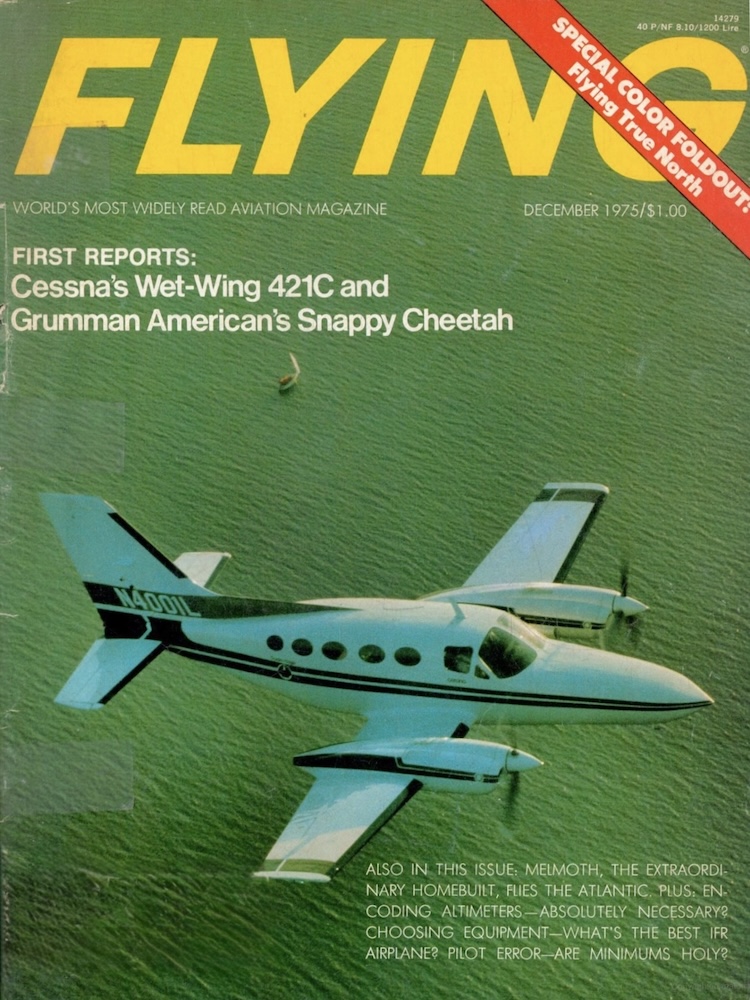 14279
40 P/NF 8.10/1200 Lire
FLYING®
SPECIAL COLOR FOLDOUT:
Flying True North
WORLD'S MOST WIDELY READ AVIATION MAGAZINE
DECEMBER 1975/$1.00
FIRST REPORTS:
Cessna's Wet-Wing 421C and
Grumman American's Snappy Cheetah
N4001L
ALSO IN THIS ISSUE: MELMOTH, THE EXTRAORDI-
NARY HOMEBUILT, FLIES THE ATLANTIC. PLUS: EN-
CODING ALTIMETERS—ABSOLUTELY NECESSARY?
CHOOSING EQUIPMENT—WHAT'S THE BEST IFR
AIRPLANE? PILOT ERROR—ARE MINIMUMS HOLY?